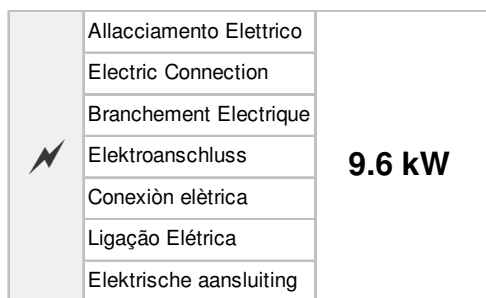 Allacciamento Elettrico
Electric Connection
Branchement Electrique
Elektroanschluss
9.6 kW
Conexiòn elètrica
Ligação Elétrica
Elektrische aansluiting